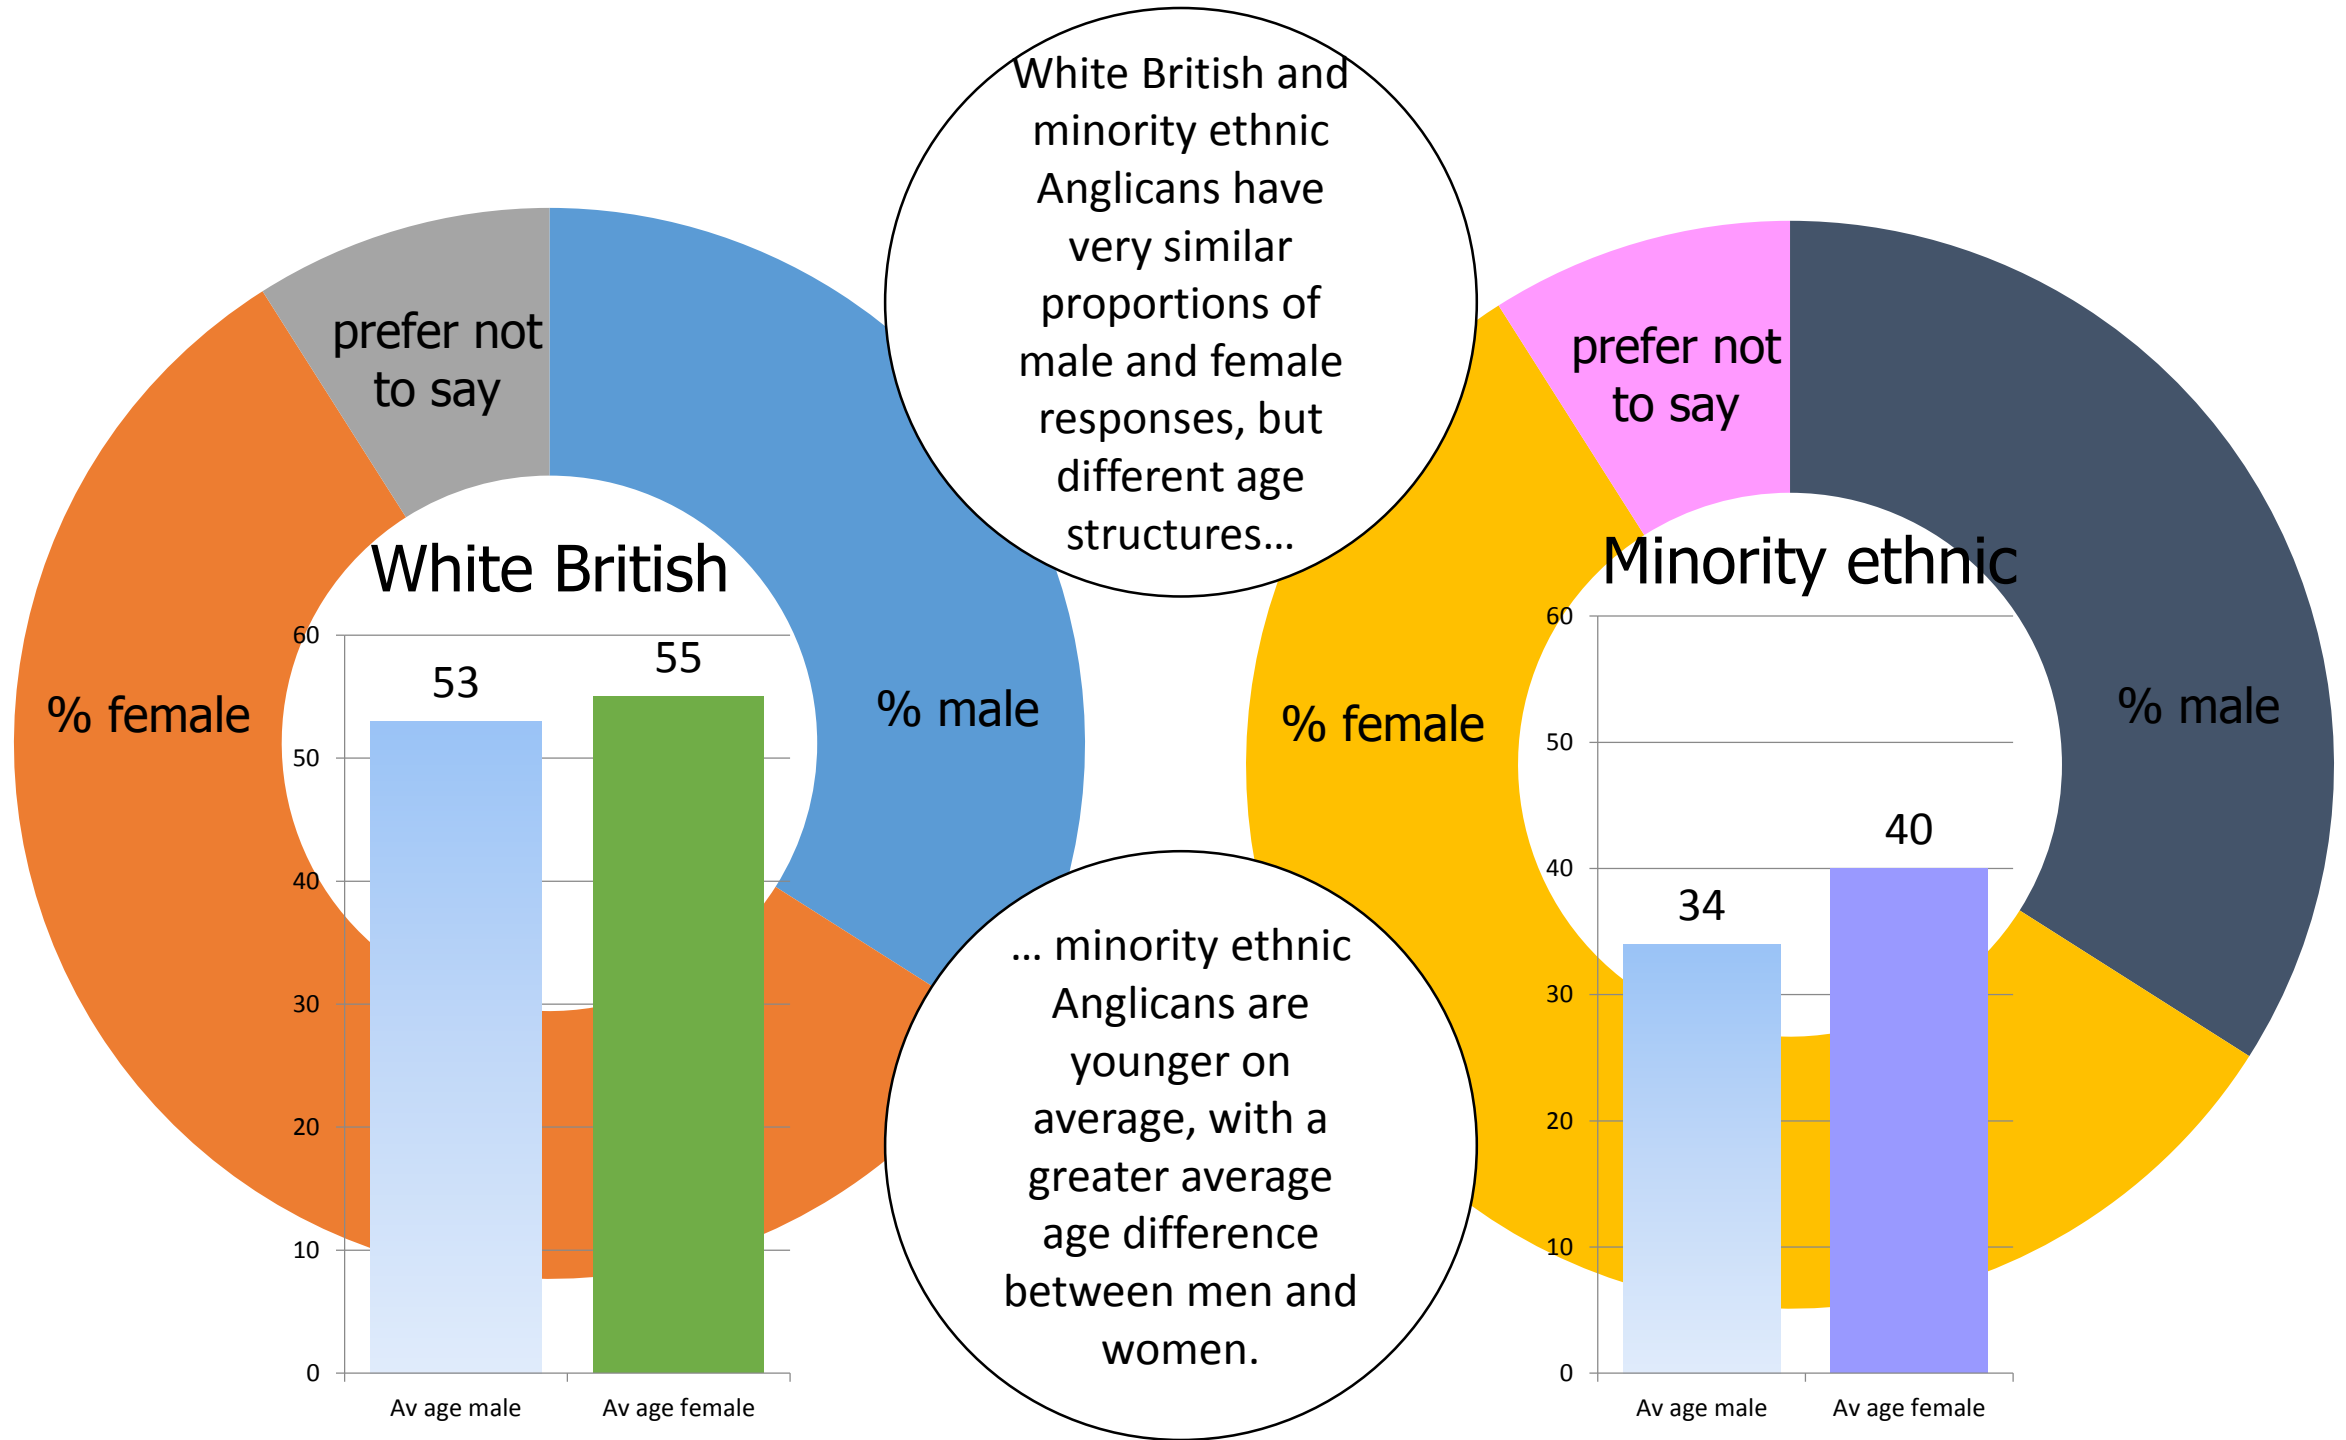 White British and
minority ethnic
Anglicans have
very similar
proportions of
male and female
responses, but
different age
structures...
prefer not
to say
% female
% male
White British
60
50
40
30
20
10
0
53
55
Av age male
Av age female
prefer not
to say
% female
% male
Minority ethnic
60
50
40
30
20
10
0
34
40
Av age male
Av age female
... minority ethnic
Anglicans are
younger on
average, with a
greater average
age difference
between men and
women.